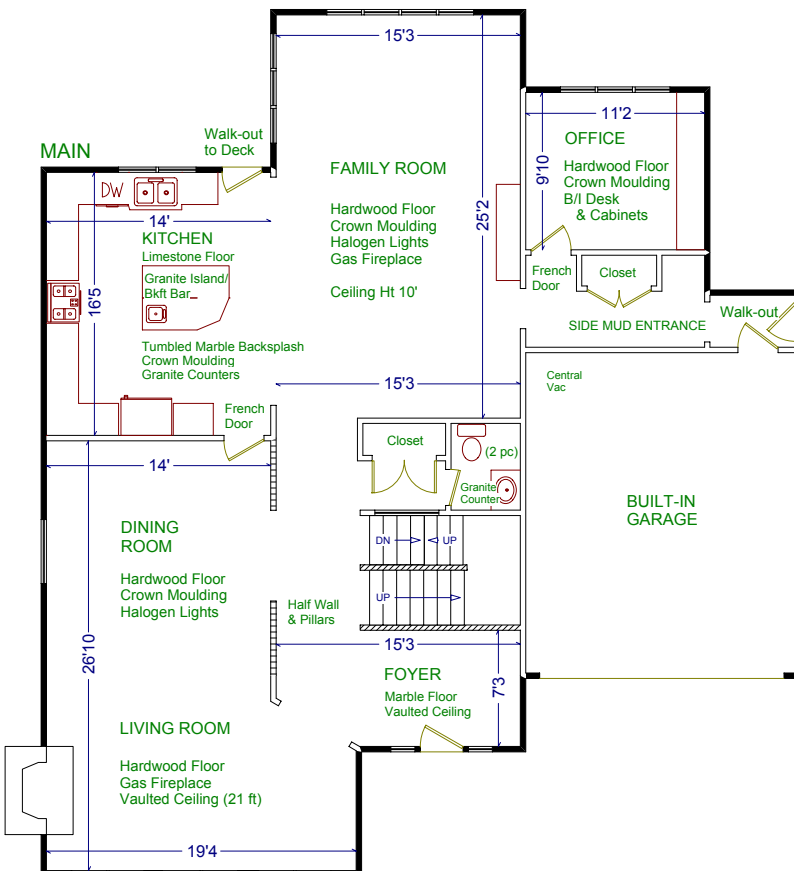 MAIN
Walk-out
to Deck
15'3
FAMILY ROOM
Hardwood Floor
Crown Moulding
Halogen Lights
Gas Fireplace
Ceiling Ht 10'
25'2
15'3
11'2
OFFICE
9'10
Hardwood Floor
Crown Moulding
B/I Desk
& Cabinets
DW
14'
KITCHEN
Limestone Floor
Granite Island/
Bkft Bar
16'5
Tumbled Marble Backsplash
Crown Moulding
Granite Counters
French
Door
French
Door
Closet
SIDE MUD ENTRANCE
Walk-out
Central
Vac
BUILT-IN
GARAGE
Closet
(2 pc)
Granite
Counter
14'
DINING
ROOM
Hardwood Floor
Crown Moulding
Halogen Lights
26'10
DN
UP
UP
Half Wall
& Pillars
15'3
FOYER
7'3
Marble Floor
Vaulted Ceiling
LIVING ROOM
Hardwood Floor
Gas Fireplace
Vaulted Ceiling (21 ft)
19'4